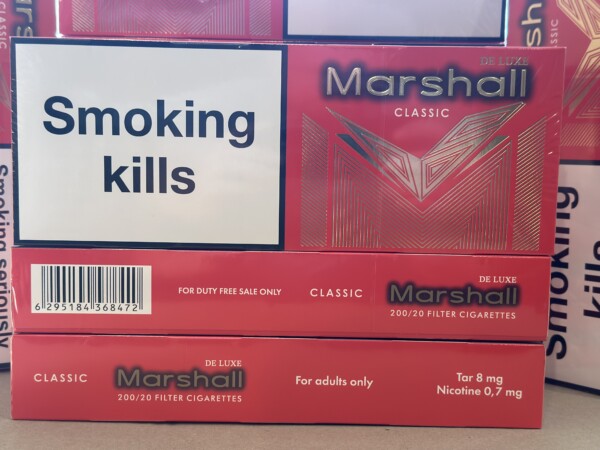 Smoking
kills
DE LUXE
Marshall
CLASSIC
6 295184 368472
FOR DUTY FREE SALE ONLY
CLASSIC
DE LUXE
Marshall
200/20 FILTER CIGARETTES
CLASSIC
DE LUXE
Marshall
200/20 FILTER CIGARETTES
For adults only
Tar 8 mg
Nicotine 0,7 mg
Smoking seriously
Smoking